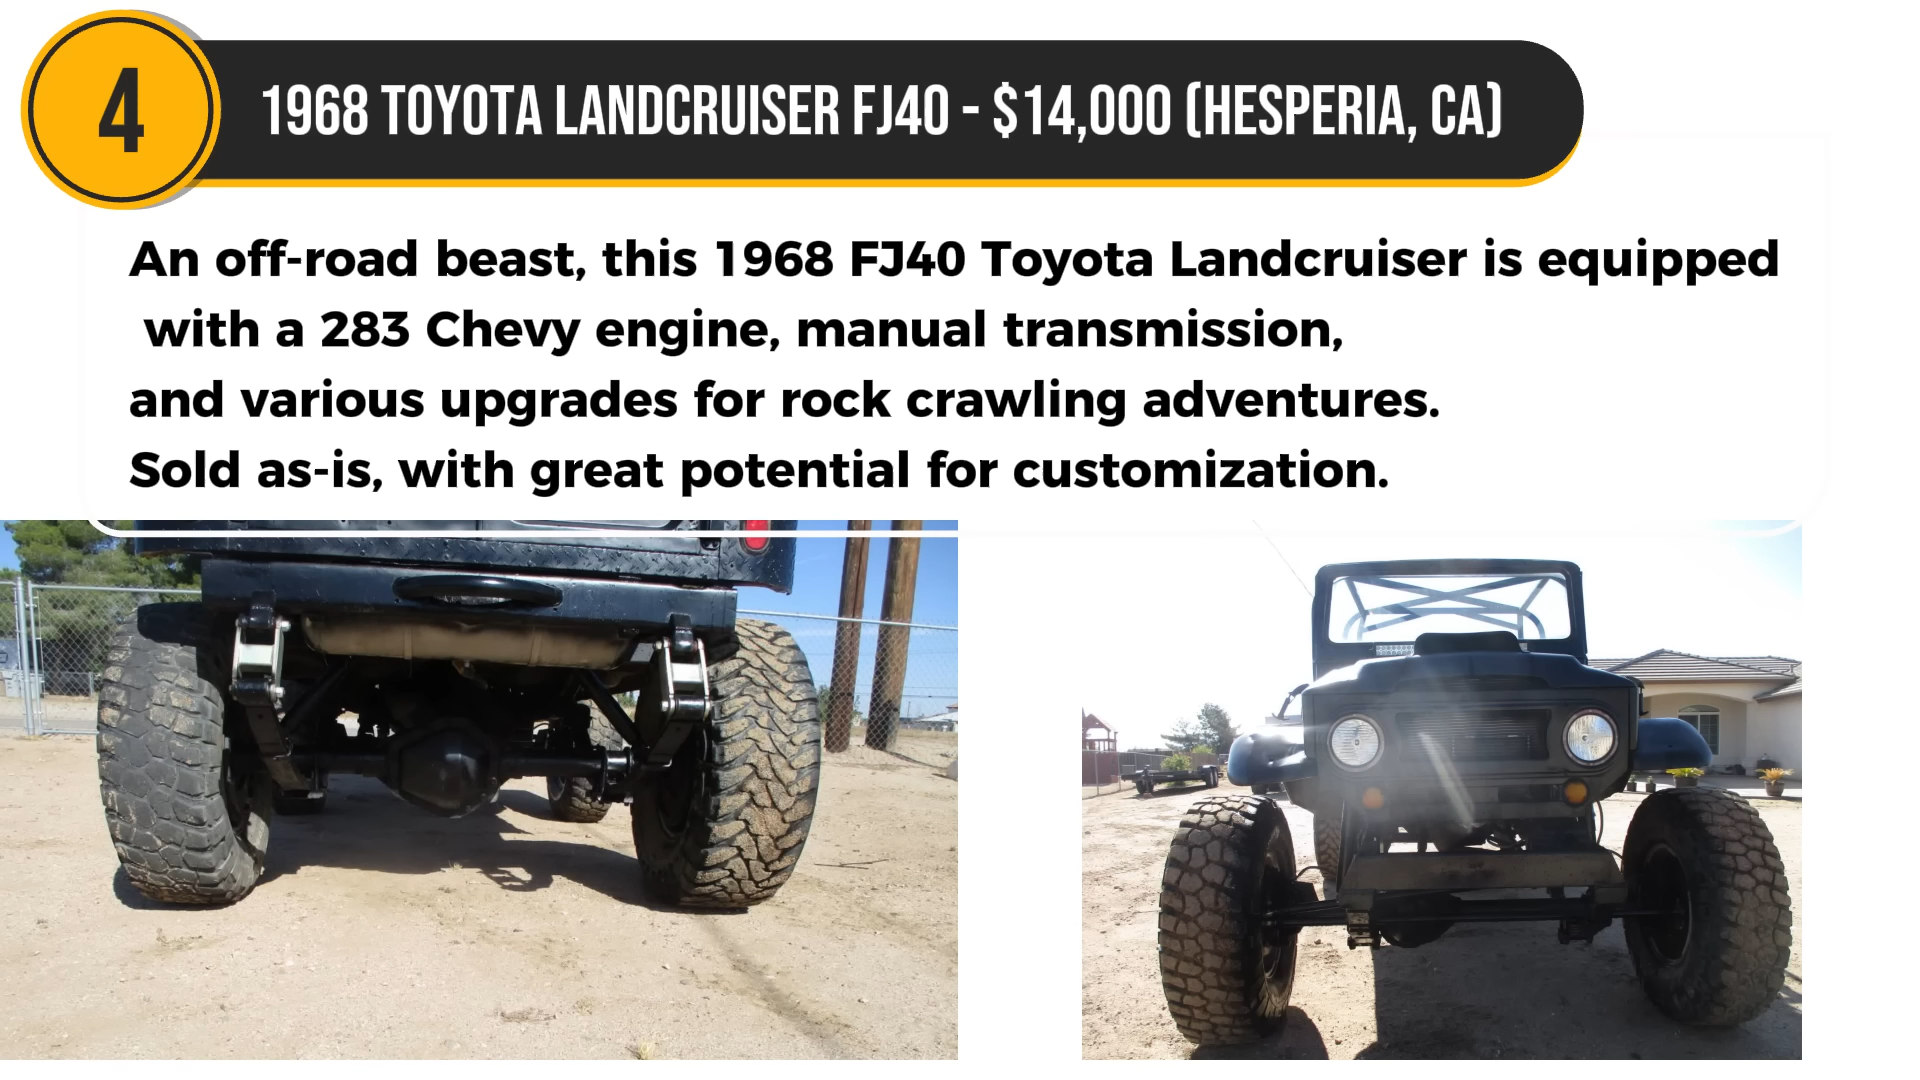 4
1968 TOYOTA LANDCRUISER FJ40 - $14,000 (HESPERIA, CA)
An off-road beast, this 1968 FJ40 Toyota Landcruiser is equipped
with a 283 Chevy engine, manual transmission,
and various upgrades for rock crawling adventures.
Sold as-is, with great potential for customization.